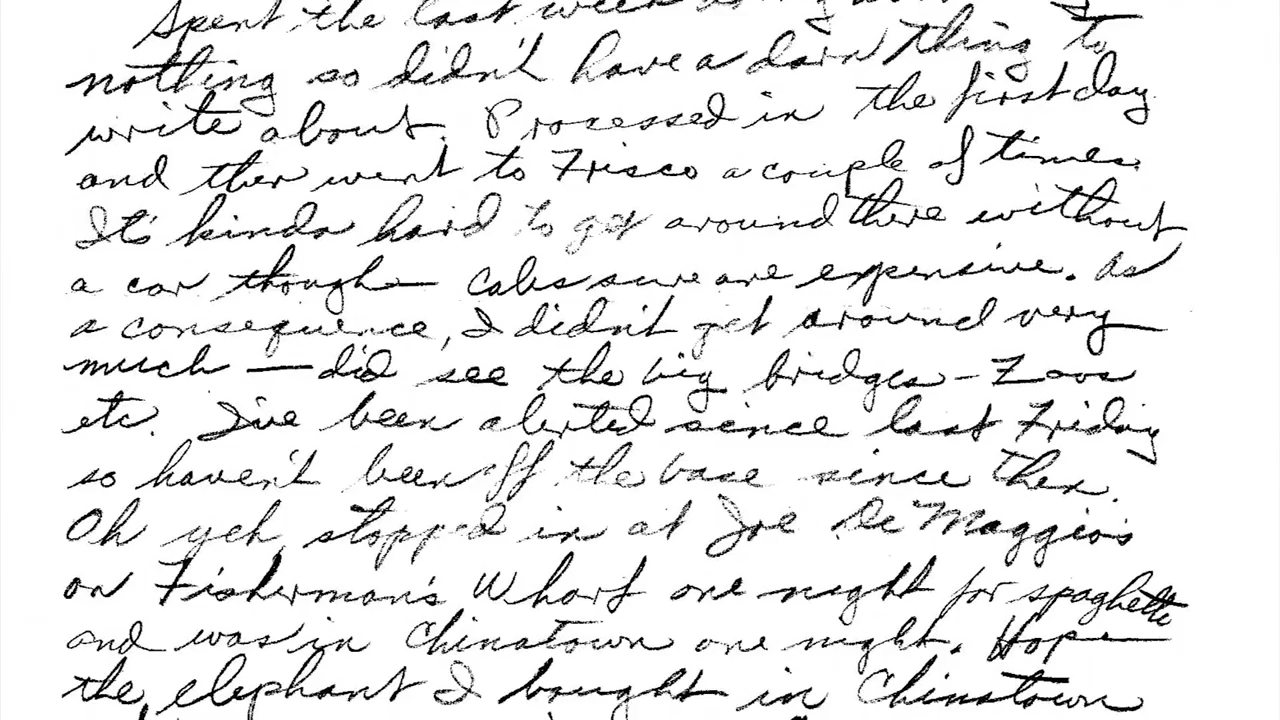 Spent the last week
nothing so didn't have a darn thing to
write about. Processed in the first day
and then went to Frisco a couple of times.
It's kinda hard to get around there without
a car though — Cabs sure are expensive. As
a consequence, I didn't get around very
much — did see the big bridges - Zoos
etc. I've been alerted since last Friday
so haven't been off the base since then.
Oh yeh, stopped in at Joe De Maggio's
on Fisherman's Wharf one night for spaghetti
and was in Chinatown one night. Hope
the elephant I bought in Chinatown